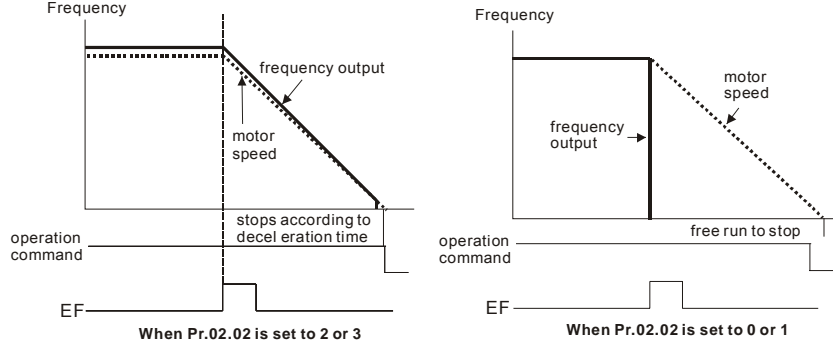 Frequency
frequency output
motor
speed
stops according to
decel eration time
operation
command
EF
When Pr.02.02 is set to 2 or 3
Frequency
motor
speed
frequency
output
free run to stop
operation
command
EF
When Pr.02.02 is set to 0 or 1